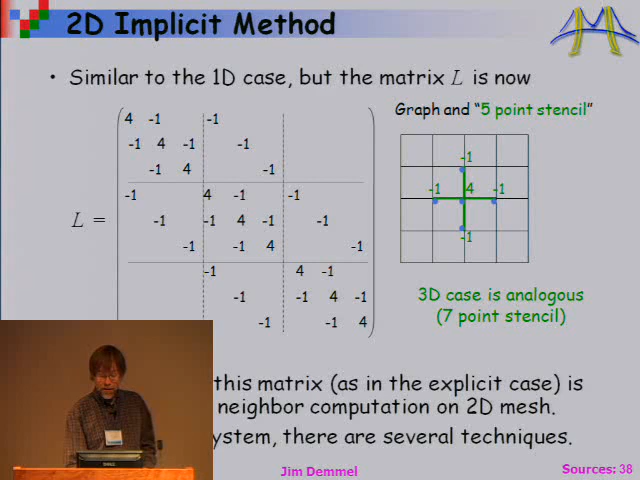 2D Implicit Method
• Similar to the 1D case, but the matrix L is now
Graph and "5 point stencil"
4 -1 -1
-1 4 -1 -1
-1 4 -1
-1 4 -1 -1
L = -1 -1 4 -1 -1
-1 -1 4 -1
-1 4 -1
-1 -1 4 -1
-1 -1 4
-1
-1 4 -1
-1
3D case is analogous
(7 point stencil)
this matrix (as in the explicit case) is
neighbor computation on 2D mesh.
ystem, there are several techniques.
Jim Demmel
Sources: 38